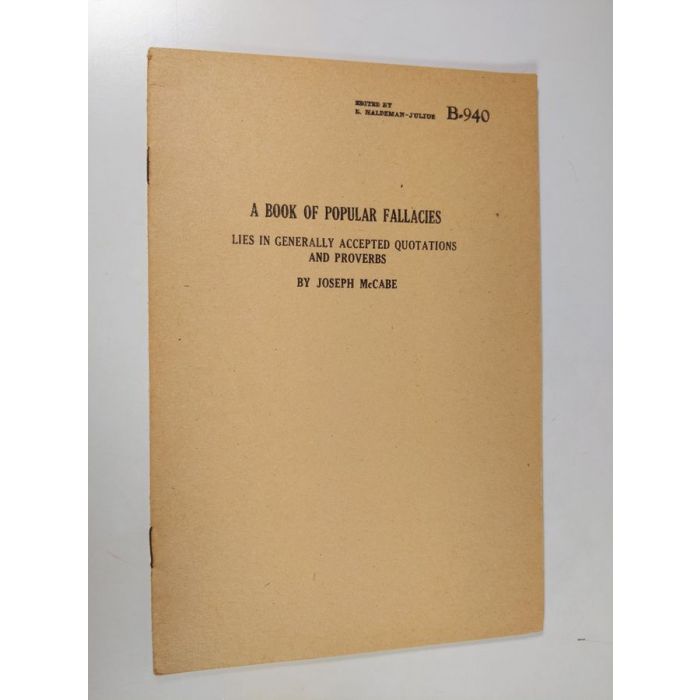 EDITED BY
E. HALDEMAN-JULIUS B-940
A BOOK OF POPULAR FALLACIES
LIES IN GENERALLY ACCEPTED QUOTATIONS
AND PROVERBS
BY JOSEPH McCABE